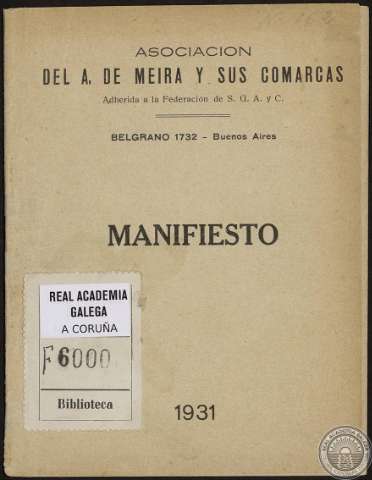 ASOCIACION
DEL A. DE MEIRA Y SUS COMARCAS
Adherida a la Federación de S. G. A. y C.
BELGRANO 1732 - Buenos Aires
MANIFIESTO
REAL ACADEMIA
GALEGA
A CORUÑA
F6000
Biblioteca
1931